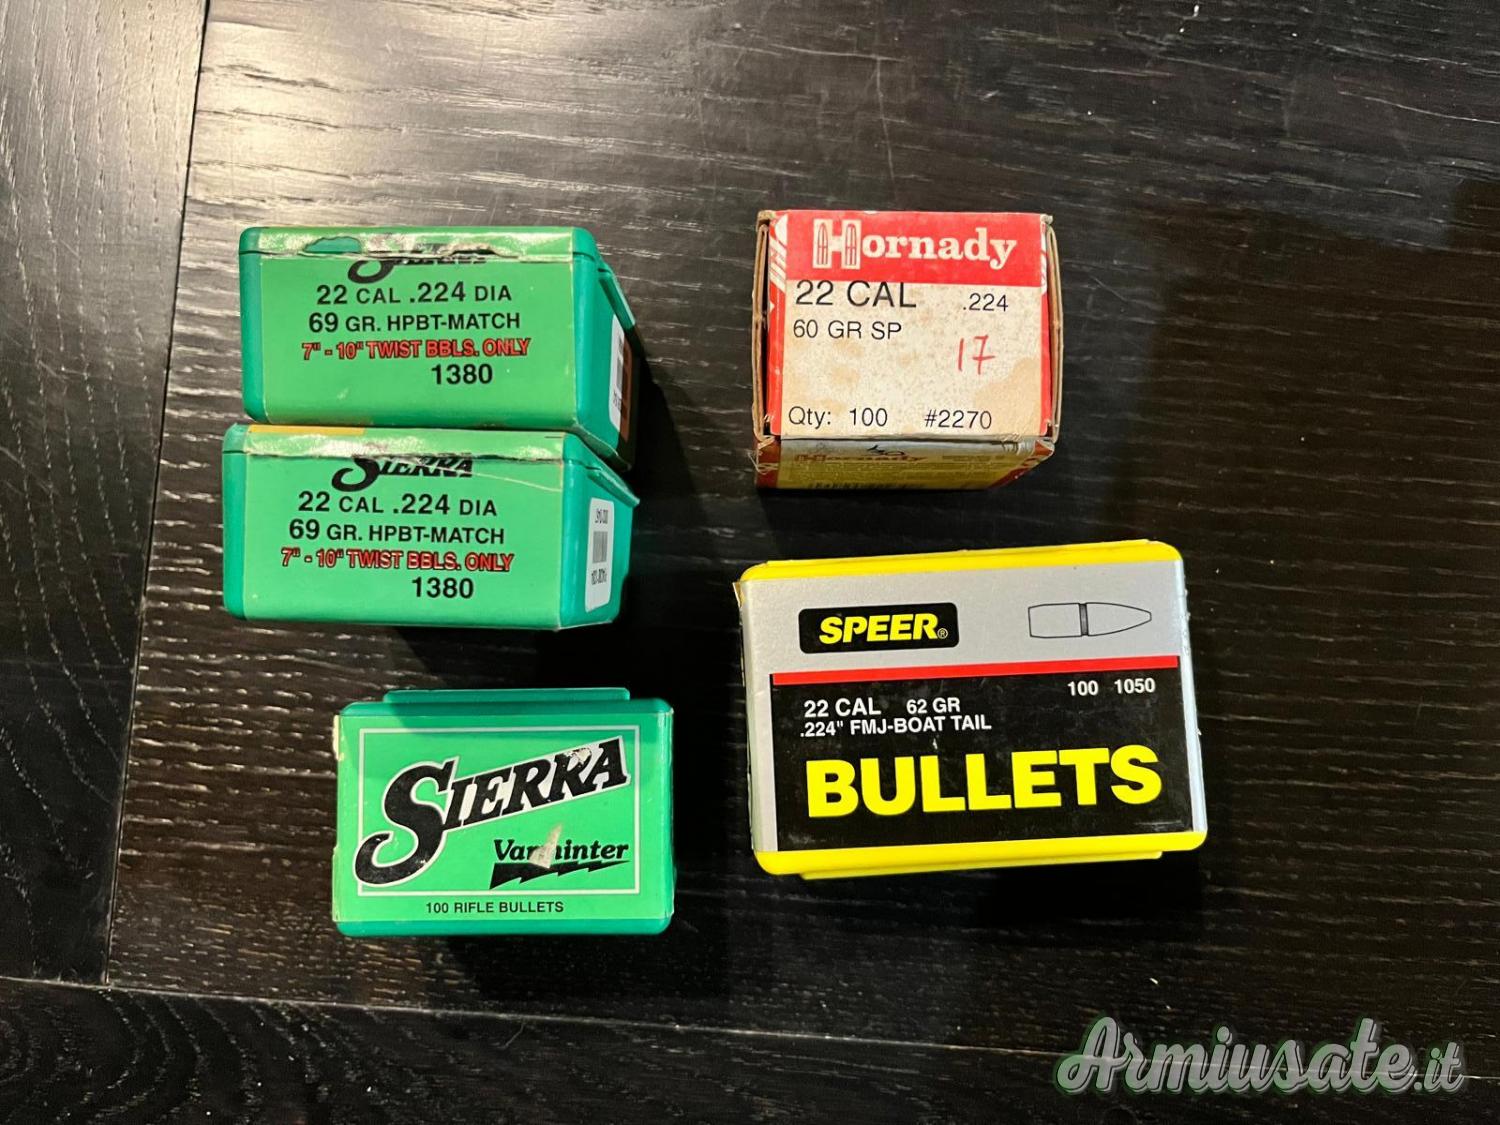 SIERRA
22 CAL .224 DIA
69 GR. HPBT-MATCH
7" - 10" TWIST BBLS. ONLY
1380
SIERRA
22 CAL .224 DIA
69 GR. HPBT-MATCH
7" - 10" TWIST BBLS. ONLY
1380
SIERRA
Varminter
100 RIFLE BULLETS
Hornady
22 CAL .224
60 GR SP
17
Qty: 100 #2270
Hornady
SPEER®
100 1050
22 CAL 62 GR
.224" FMJ-BOAT TAIL
BULLETS
Armiusate.it